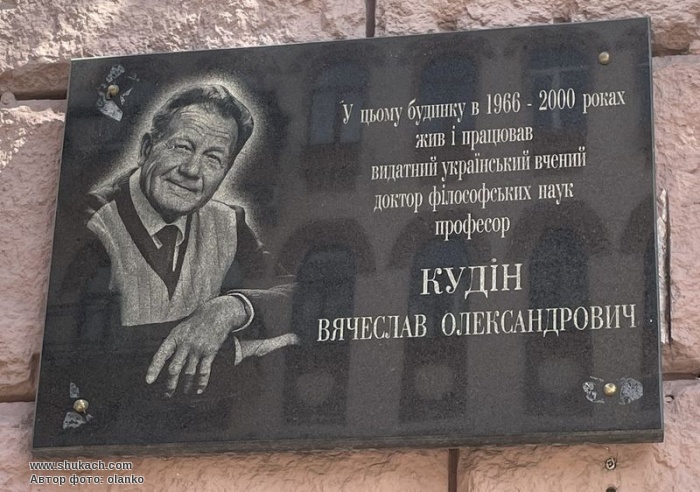 У цьому будинку в 1966 - 2000 роках
жив і працював
видатний український вчений
доктор філософських наук
професор
КУДІН
ВЯЧЕСЛАВ ОЛЕКСАНДРОВИЧ
www.shukach.com
Автор фото: olanko